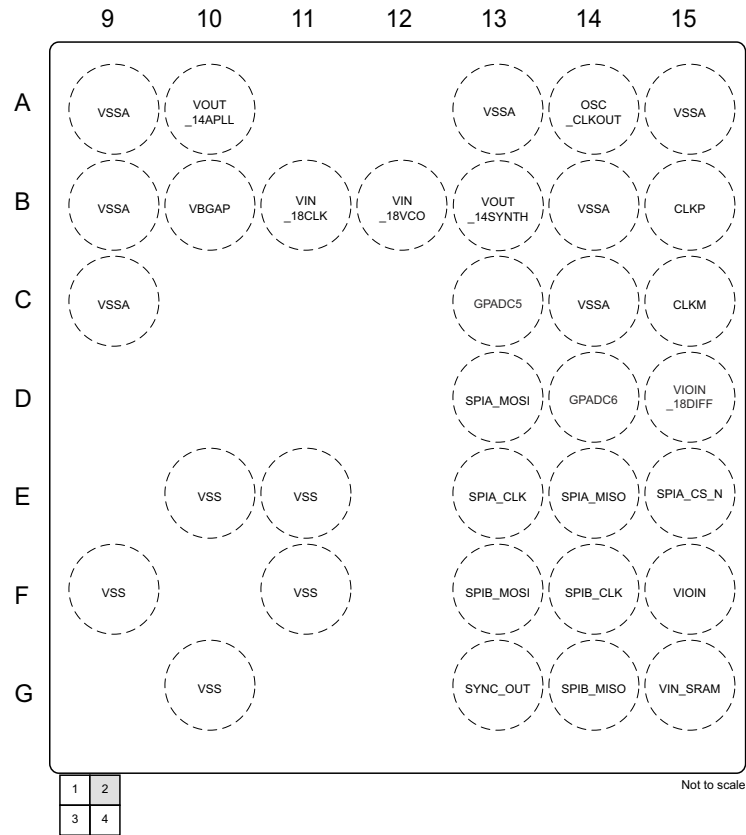 9 10 11 12 13 14 15
A VSSA VOUT _14APLL VSSA OSC _CLKOUT VSSA
B VSSA VBGAP VIN _18CLK VIN _18VCO VOUT _14SYNTH VSSA CLKP
C VSSA GPADC5 VSSA CLKM
D SPIA_MOSI GPADC6 VIOIN _18DIFF
E VSS VSS SPIA_CLK SPIA_MISO SPIA_CS_N
F VSS VSS SPIB_MOSI SPIB_CLK VIOIN
G VSS SYNC_OUT SPIB_MISO VIN_SRAM
Not to scale
1 2
3 4